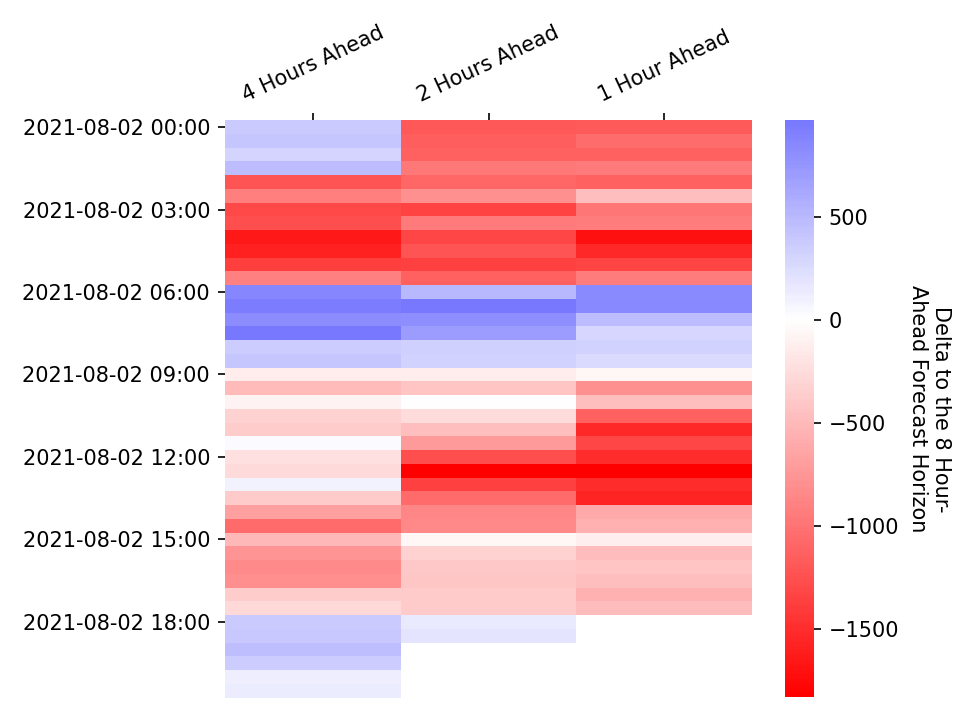 4 Hours Ahead
2 Hours Ahead
1 Hour Ahead
2021-08-02 00:00
2021-08-02 03:00
2021-08-02 06:00
2021-08-02 09:00
2021-08-02 12:00
2021-08-02 15:00
2021-08-02 18:00
500
0
−500
−1000
−1500
Delta to the 8 Hour-
Ahead Forecast Horizon